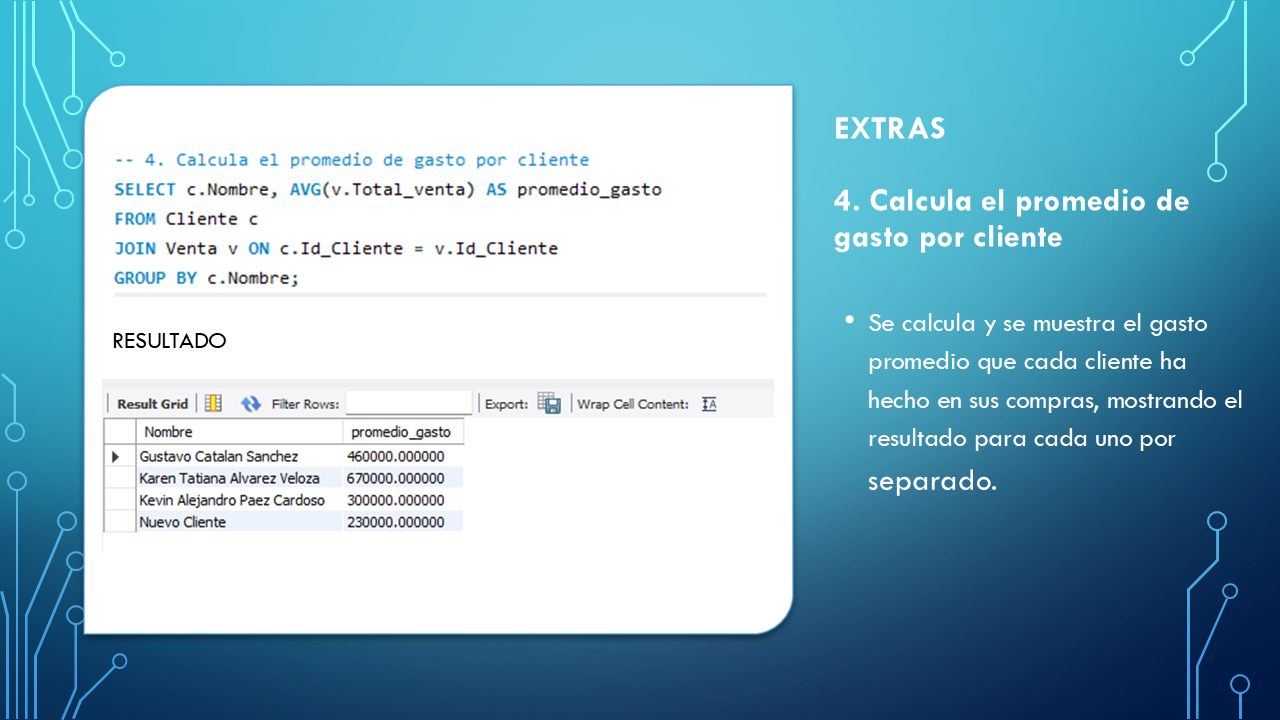 -- 4. Calcula el promedio de gasto por cliente
SELECT c.Nombre, AVG(v.Total_venta) AS promedio_gasto
FROM Cliente c
JOIN Venta v ON c.Id_Cliente = v.Id_Cliente
GROUP BY c.Nombre;
RESULTADO
Result Grid Filter Rows: Export: Wrap Cell Content:
Nombre promedio_gasto
Gustavo Catalan Sanchez 460000.000000
Karen Tatiana Alvarez Veloza 670000.000000
Kevin Alejandro Paez Cardoso 300000.000000
Nuevo Cliente 230000.000000
EXTRAS
4. Calcula el promedio de
gasto por cliente
• Se calcula y se muestra el gasto
promedio que cada cliente ha
hecho en sus compras, mostrando el
resultado para cada uno por
separado.